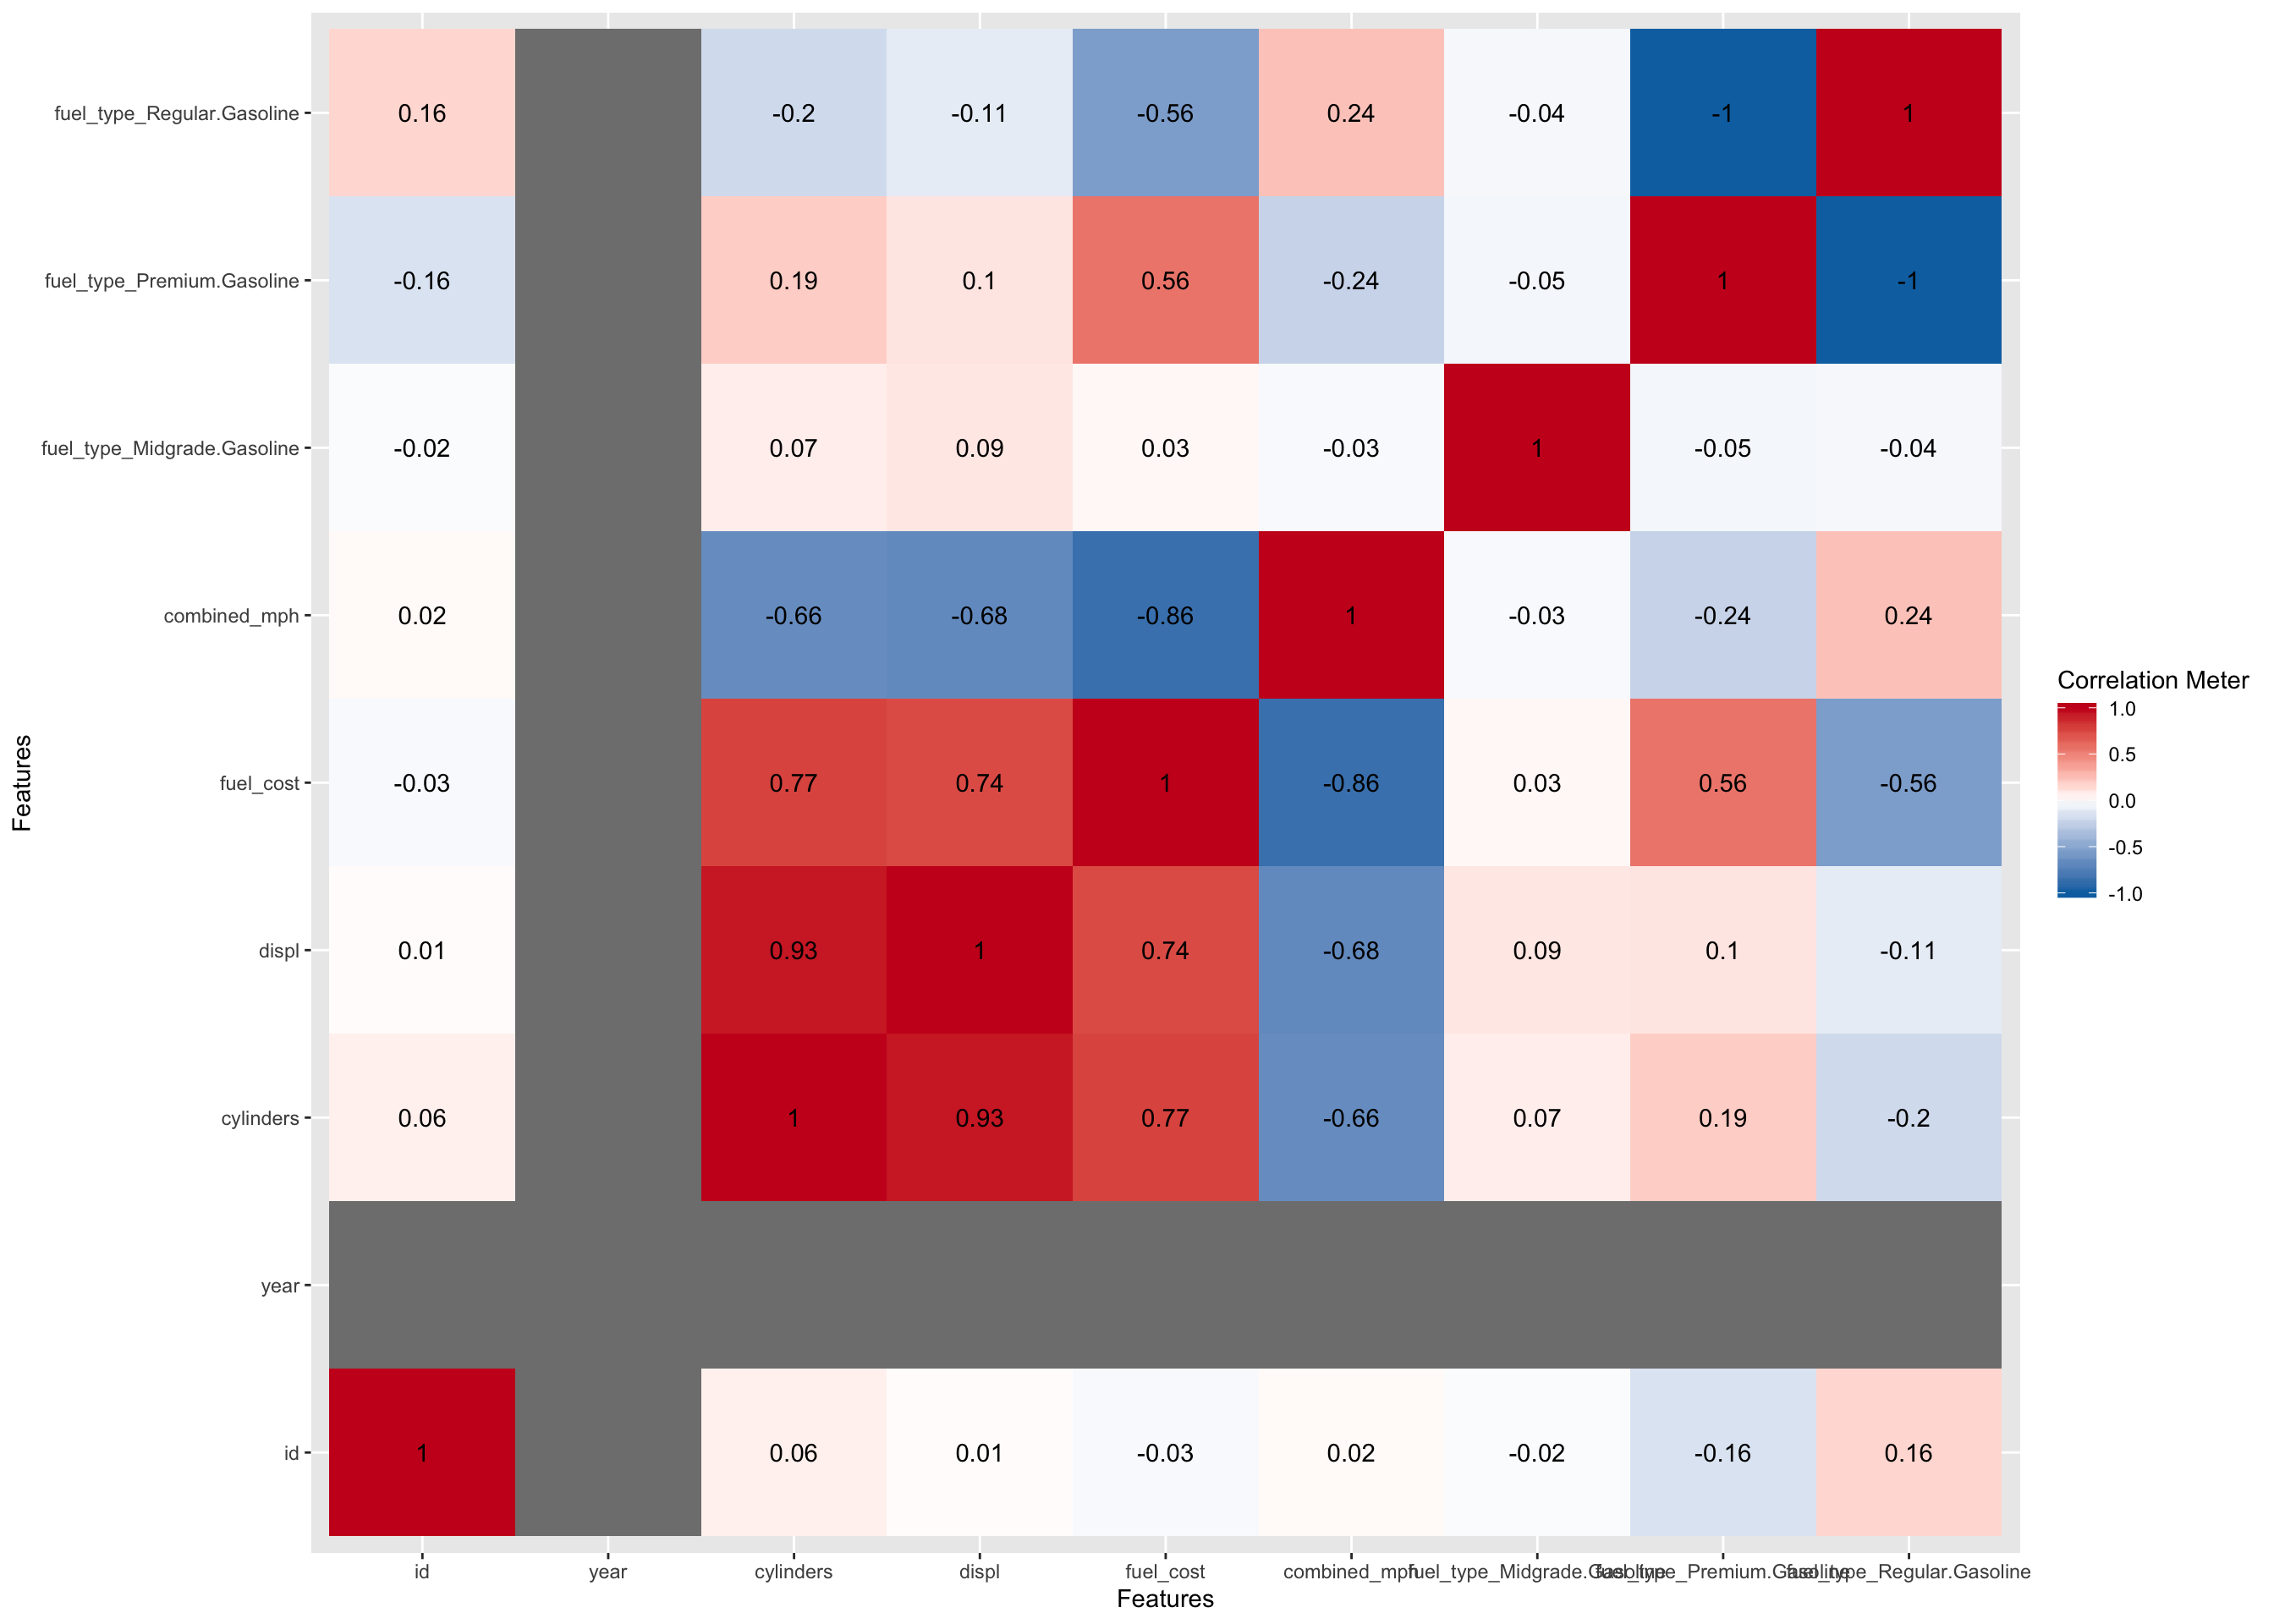 fuel_type_Regular.Gasoline 0.16 -0.2 -0.11 -0.56 0.24 -0.04 -1 1
fuel_type_Premium.Gasoline -0.16 0.19 0.1 0.56 -0.24 -0.05 1 -1
fuel_type_Midgrade.Gasoline -0.02 0.07 0.09 0.03 -0.03 1 -0.05 -0.04
combined_mph 0.02 -0.66 -0.68 -0.86 1 -0.03 -0.24 0.24
fuel_cost -0.03 0.77 0.74 1 -0.86 0.03 0.56 -0.56
displ 0.01 0.93 1 0.74 -0.68 0.09 0.1 -0.11
cylinders 0.06 1 0.93 0.77 -0.66 0.07 0.19 -0.2
year
id 1 0.06 0.01 -0.03 0.02 -0.02 -0.16 0.16
id year cylinders displ fuel_cost combined_mph fuel_type_Midgrade.Gasoline fuel_type_Premium.Gasoline fuel_type_Regular.Gasoline
Features
Features
Correlation Meter
1.0
0.5
0.0
-0.5
-1.0